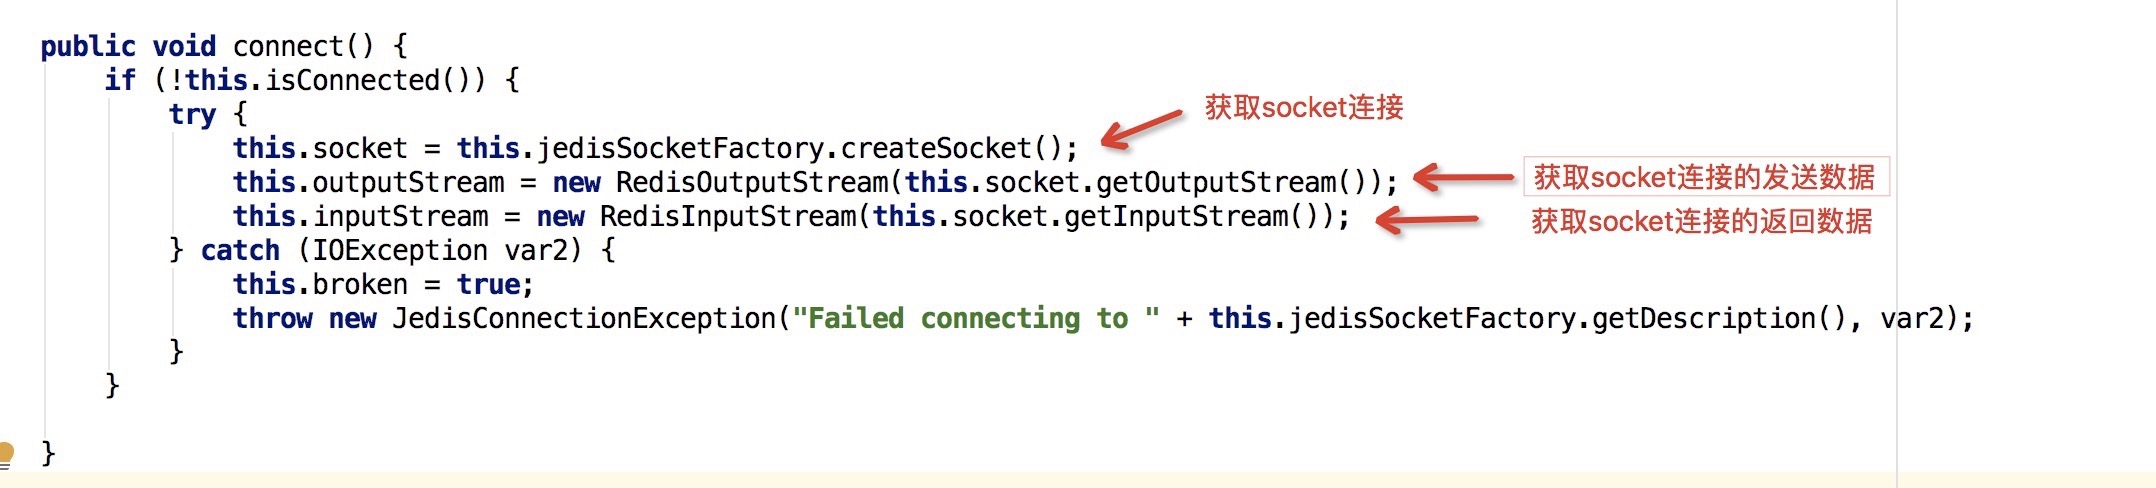 public void connect() {
if (!this.isConnected()) {
try {
获取socket连接
this.socket = this.jedisSocketFactory.createSocket();
this.outputStream = new RedisOutputStream(this.socket.getOutputStream());
获取socket连接的发送数据
this.inputStream = new RedisInputStream(this.socket.getInputStream());
获取socket连接的返回数据
} catch (IOException var2) {
this.broken = true;
throw new JedisConnectionException("Failed connecting to " + this.jedisSocketFactory.getDescription(), var2);
}
}
}